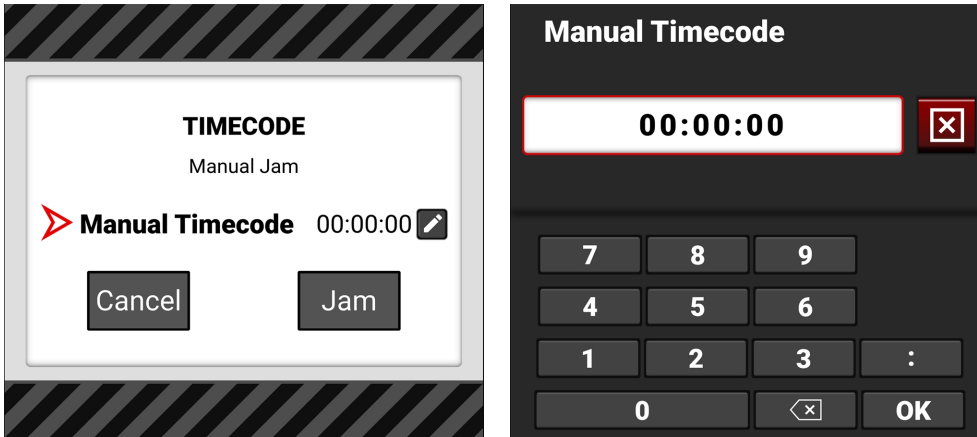 TIMECODE
Manual Jam
Manual Timecode 00:00:00
Cancel Jam
Manual Timecode
00:00:00
7 8 9
4 5 6
1 2 3 :
0 OK